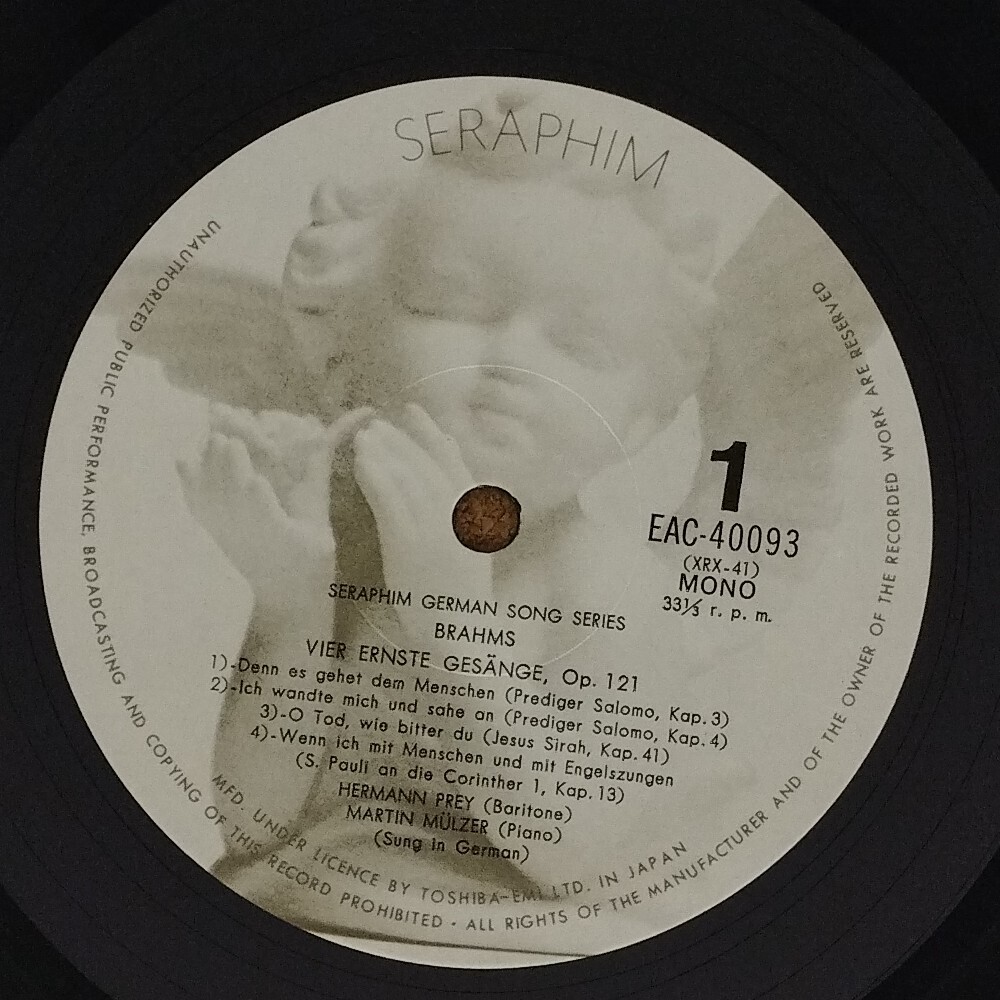 SERAPHIM
1
EAC-40093
(XRX-41)
MONO
33⅓ r. p. m.
SERAPHIM GERMAN SONG SERIES
BRAHMS
VIER ERNSTE GESÄNGE, Op. 121
1)-Denn es gehet dem Menschen (Prediger Salomo, Kap. 3)
2)-Ich wandte mich und sahe an (Prediger Salomo, Kap. 4)
3)-O Tod, wie bitter du (Jesus Sirah, Kap. 41)
4)-Wenn ich mit Menschen und mit Engelszungen
(S. Pauli an die Corinther 1, Kap. 13)
HERMANN PREY (Baritone)
MARTIN MÜLZER (Piano)
(Sung in German)
MFD. UNDER LICENCE BY TOSHIBA-EMI LTD. IN JAPAN
UNAUTHORIZED PUBLIC PERFORMANCE, BROADCASTING AND COPYING OF THIS RECORD PROHIBITED · ALL RIGHTS OF THE MANUFACTURER AND OF THE OWNER OF THE RECORDED WORK ARE RESERVED